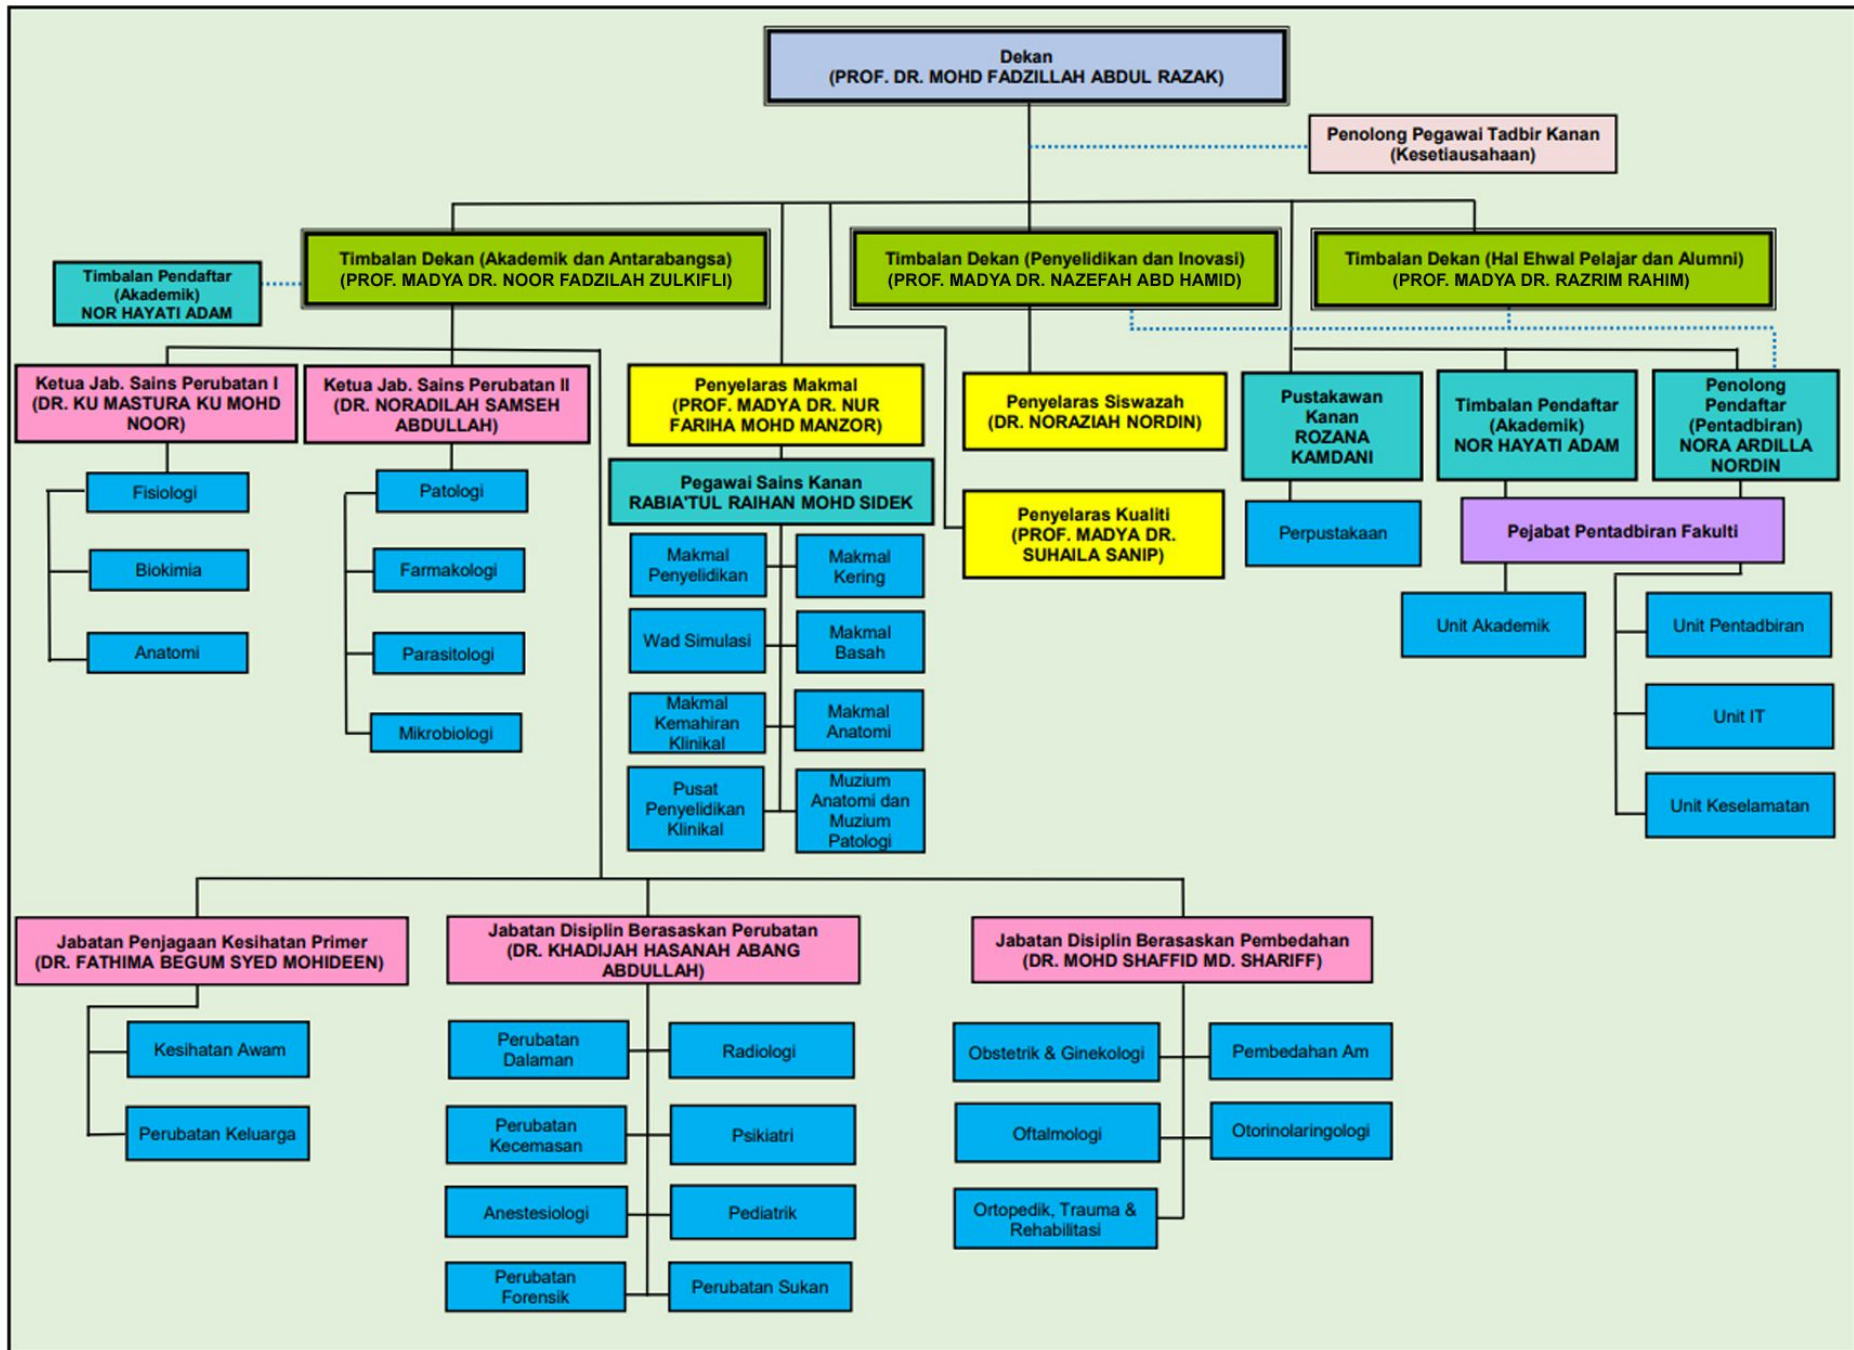 Dekan
(PROF. DR. MOHD FADZILLAH ABDUL RAZAK)
Penolong Pegawai Tadbir Kanan
(Kesetiausahaan)
Timbalan Pendaftar
(Akademik)
NOR HAYATI ADAM
Timbalan Dekan (Akademik dan Antarabangsa)
(PROF. MADYA DR. NOOR FADZILAH ZULKIFLI)
Timbalan Dekan (Penyelidikan dan Inovasi)
(PROF. MADYA DR. NAZEFAH ABD HAMID)
Timbalan Dekan (Hal Ehwal Pelajar dan Alumni)
(PROF. MADYA DR. RAZRIM RAHIM)
Ketua Jab. Sains Perubatan I
(DR. KU MASTURA KU MOHD
NOOR)
Fisiologi
Biokimia
Anatomi
Ketua Jab. Sains Perubatan II
(DR. NORADILAH SAMSEH
ABDULLAH)
Patologi
Farmakologi
Parasitologi
Mikrobiologi
Penyelaras Makmal
(PROF. MADYA DR. NUR
FARIHA MOHD MANZOR)
Pegawai Sains Kanan
RABIA'TUL RAIHAN MOHD SIDEK
Makmal
Penyelidikan
Makmal
Kering
Wad Simulasi
Makmal
Basah
Makmal
Kemahiran
Klinikal
Makmal
Anatomi
Pusat
Penyelidikan
Klinikal
Muzium
Anatomi dan
Muzium
Patologi
Penyelaras Siswazah
(DR. NORAZIAH NORDIN)
Penyelaras Kualiti
(PROF. MADYA DR.
SUHAILA SANIP)
Pustakawan
Kanan
ROZANA
KAMDANI
Perpustakaan
Timbalan Pendaftar
(Akademik)
NOR HAYATI ADAM
Penolong
Pendaftar
(Pentadbiran)
NORA ARDILLA
NORDIN
Pejabat Pentadbiran Fakulti
Unit Akademik
Unit Pentadbiran
Unit IT
Unit Keselamatan
Jabatan Penjagaan Kesihatan Primer
(DR. FATHIMA BEGUM SYED MOHIDEEN)
Kesihatan Awam
Perubatan Keluarga
Jabatan Disiplin Berasaskan Perubatan
(DR. KHADIJAH HASANAH ABANG
ABDULLAH)
Perubatan
Dalaman
Radiologi
Perubatan
Kecemasan
Psikiatri
Anestesiologi
Pediatrik
Perubatan
Forensik
Perubatan Sukan
Jabatan Disiplin Berasaskan Pembedahan
(DR. MOHD SHAFFID MD. SHARIFF)
Obstetrik & Ginekologi
Pembedahan Am
Oftalmologi
Otorinolaringologi
Ortopedik, Trauma &
Rehabilitasi